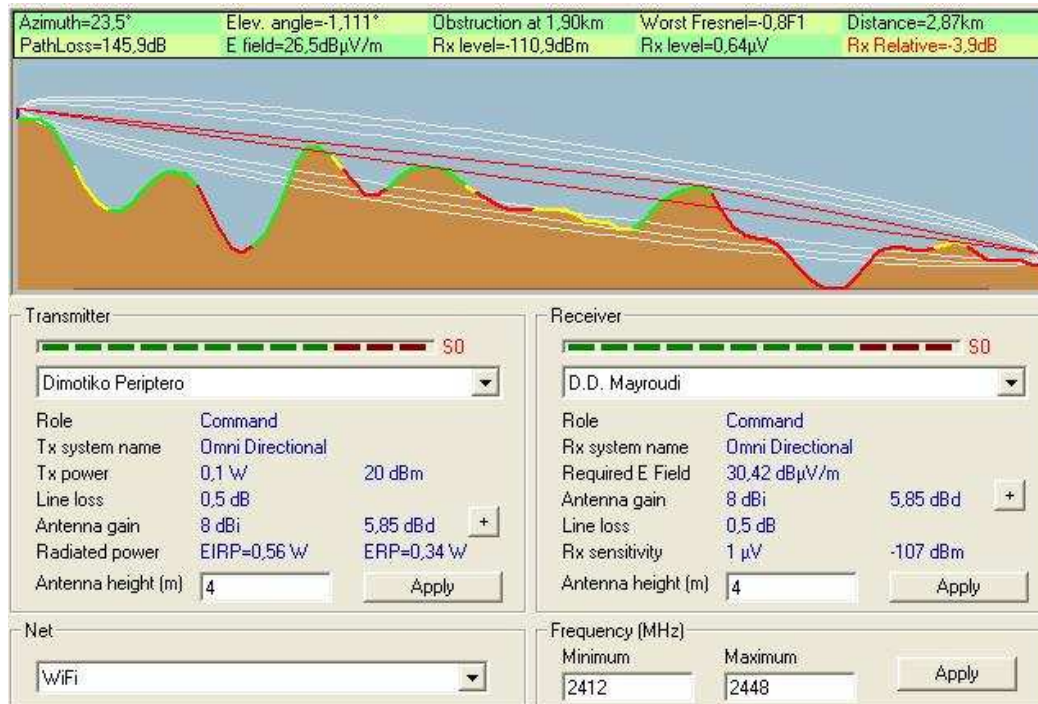 Azimuth=23,5° Elev. angle=-1,111° Obstruction at 1,90km Worst Fresnel=-0,8F1 Distance=2,87km
PathLoss=145,9dB E field=26,5dBµV/m Rx level=-110,9dBm Rx level=0,64µV Rx Relative=-3,9dB
Transmitter
S0
Dimotiko Periptero
Role Command
Tx system name Omni Directional
Tx power 0,1 W 20 dBm
Line loss 0,5 dB
Antenna gain 8 dBi 5,85 dBd +
Radiated power EIRP=0,56 W ERP=0,34 W
Antenna height (m) 4 Apply
Receiver
S0
D.D. Mayroudi
Role Command
Rx system name Omni Directional
Required E Field 30,42 dBµV/m
Antenna gain 8 dBi 5,85 dBd +
Line loss 0,5 dB
Rx sensitivity 1 µV -107 dBm
Antenna height (m) 4 Apply
Net
WiFi
Frequency (MHz)
Minimum Maximum
2412 2448 Apply